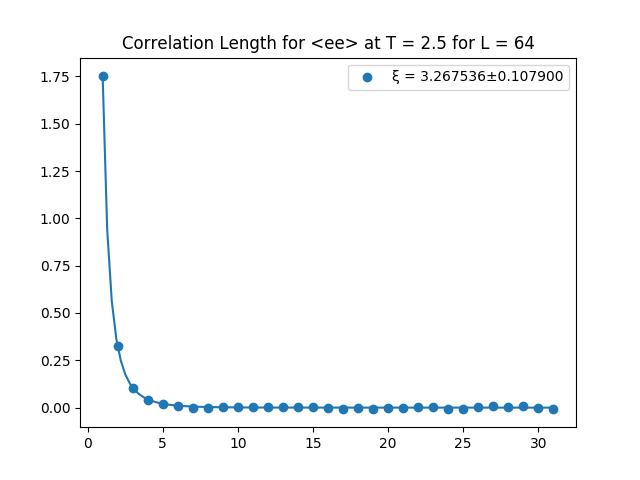 Correlation Length for <ee> at T = 2.5 for L = 64
ξ = 3.267536±0.107900
1.75
1.50
1.25
1.00
0.75
0.50
0.25
0.00
0 5 10 15 20 25 30